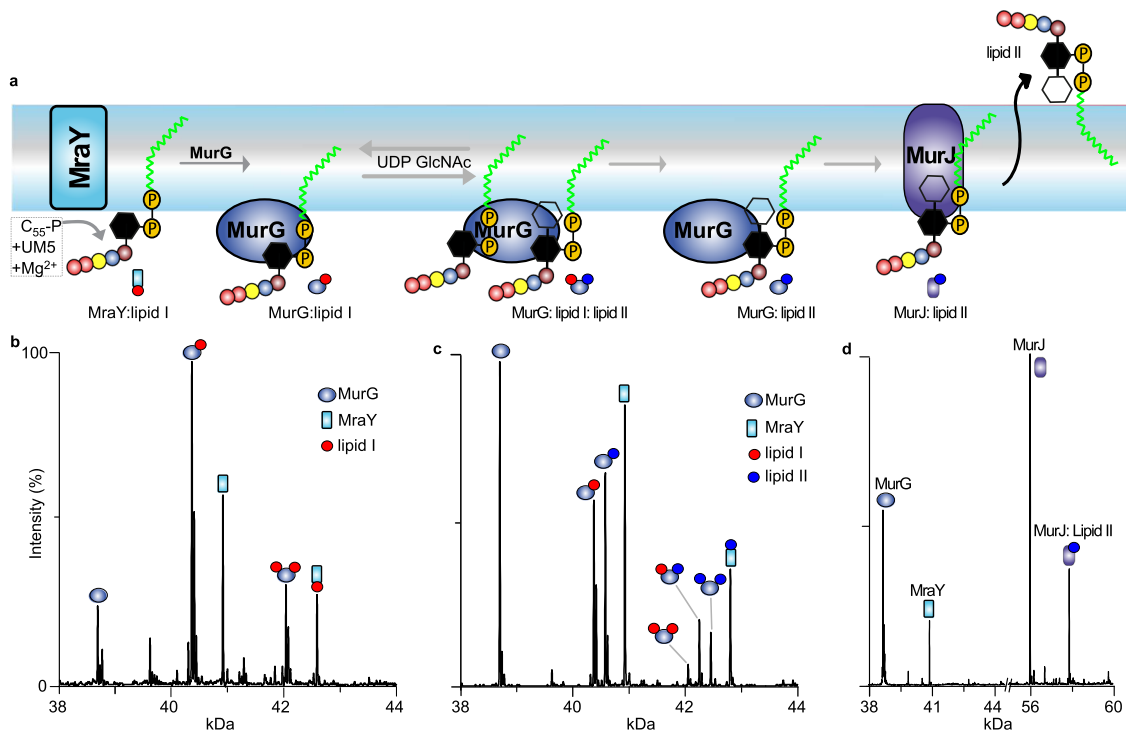 a
lipid II
P
P
MraY
MurG
UDP GlcNAc
MurJ
P
P
C55-P
+UM5
+Mg2+
MurG
P
P
P
P
MurG
P
P
MurG
P
P
P
P
MraY:lipid I
MurG:lipid I
MurG: lipid I: lipid II
MurG: lipid II
MurJ: lipid II
b
100
Intensity (%)
0
MurG
MraY
lipid I
38
40
42
44
kDa
c
MurG
MraY
lipid I
lipid II
38
40
42
44
kDa
d
MurJ
MurG
MurJ: Lipid II
MraY
38
41
44
56
60
kDa